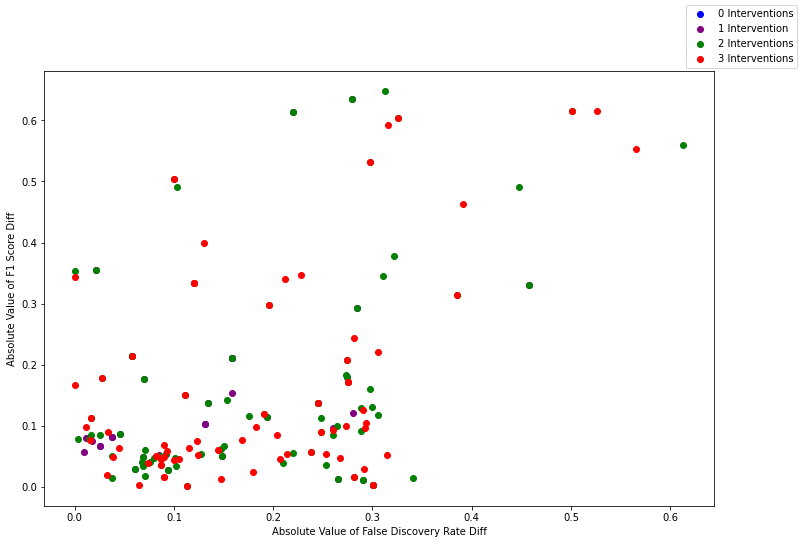 0 Interventions
1 Intervention
2 Interventions
3 Interventions
0.6
0.5
0.4
0.3
0.2
0.1
0.0
Absolute Value of F1 Score Diff
0.0 0.1 0.2 0.3 0.4 0.5 0.6
Absolute Value of False Discovery Rate Diff